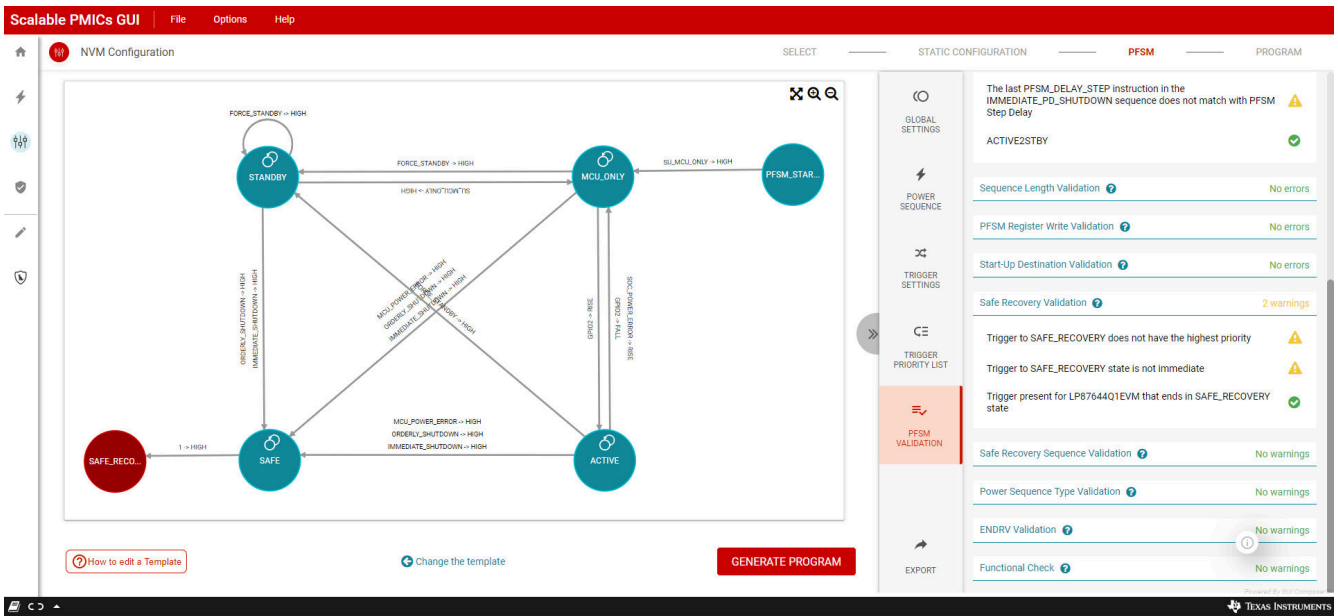 Scalable PMICs GUI
File
Options
Help
NVM Configuration
SELECT
STATIC CONFIGURATION
PFSM
PROGRAM
FORCE_STANDBY -> HIGH
STANDBY
FORCE_STANDBY -> HIGH
SU_MCU_ONLY -> HIGH
MCU_ONLY
SU_MCU_ONLY -> HIGH
PFSM_STAR...
ORDERLY_SHUTDOWN -> HIGH
IMMEDIATE_SHUTDOWN -> HIGH
MCU_POWER_ERROR -> HIGH
ORDERLY_SHUTDOWN -> HIGH
IMMEDIATE_SHUTDOWN -> HIGH
GPIO2 -> RISE
GPIO2 -> FALL
SOC_POWER_ERROR -> RISE
MCU_POWER_ERROR -> HIGH
ORDERLY_SHUTDOWN -> HIGH
IMMEDIATE_SHUTDOWN -> HIGH
SAFE_RECO...
1 -> HIGH
SAFE
ACTIVE
How to edit a Template
Change the template
GENERATE PROGRAM
GLOBAL
SETTINGS
POWER
SEQUENCE
TRIGGER
SETTINGS
TRIGGER
PRIORITY LIST
PFSM
VALIDATION
EXPORT
The last PFSM_DELAY_STEP instruction in the
IMMEDIATE_PD_SHUTDOWN sequence does not match with PFSM
Step Delay
ACTIVE2STBY
Sequence Length Validation
No errors
PFSM Register Write Validation
No errors
Start-Up Destination Validation
No errors
Safe Recovery Validation
2 warnings
Trigger to SAFE_RECOVERY does not have the highest priority
Trigger to SAFE_RECOVERY state is not immediate
Trigger present for LP87644Q1EVM that ends in SAFE_RECOVERY
state
Safe Recovery Sequence Validation
No warnings
Power Sequence Type Validation
No warnings
ENDRV Validation
No warnings
Functional Check
No warnings
Powered By GUI Composer
TEXAS INSTRUMENTS